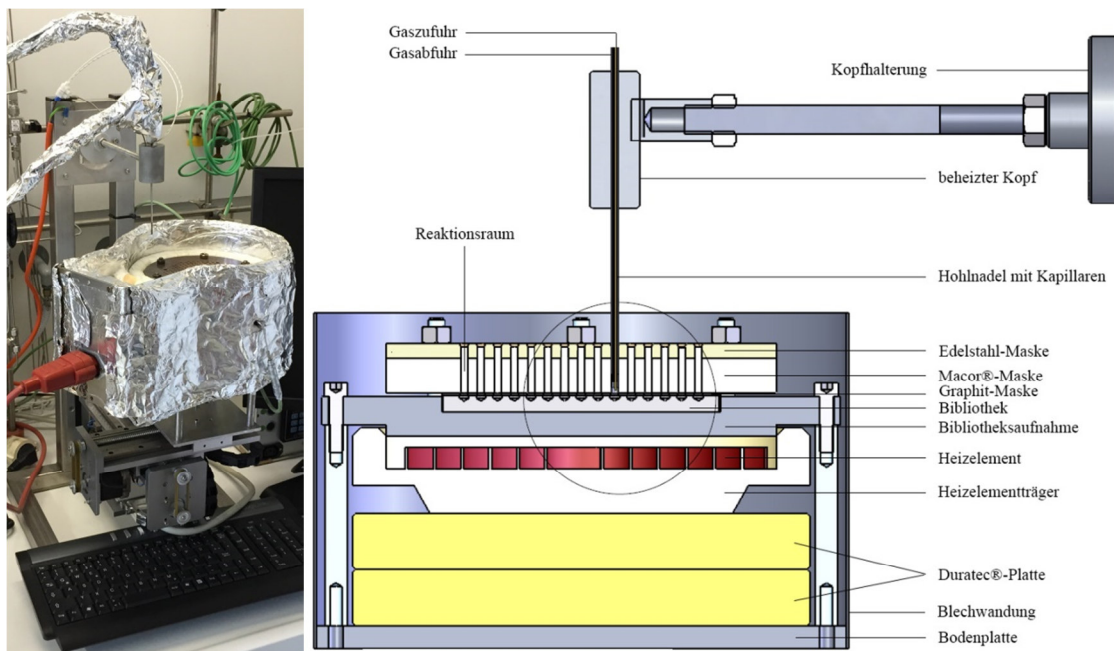 Gaszufuhr
Gasabfuhr
Kopfhalterung
beheizter Kopf
Reaktionsraum
Hohlnadel mit Kapillaren
Edelstahl-Maske
Macor®-Maske
Graphit-Maske
Bibliothek
Bibliotheksaufnahme
Heizelement
Heizelementträger
Duratec®-Platte
Blechwandung
Bodenplatte